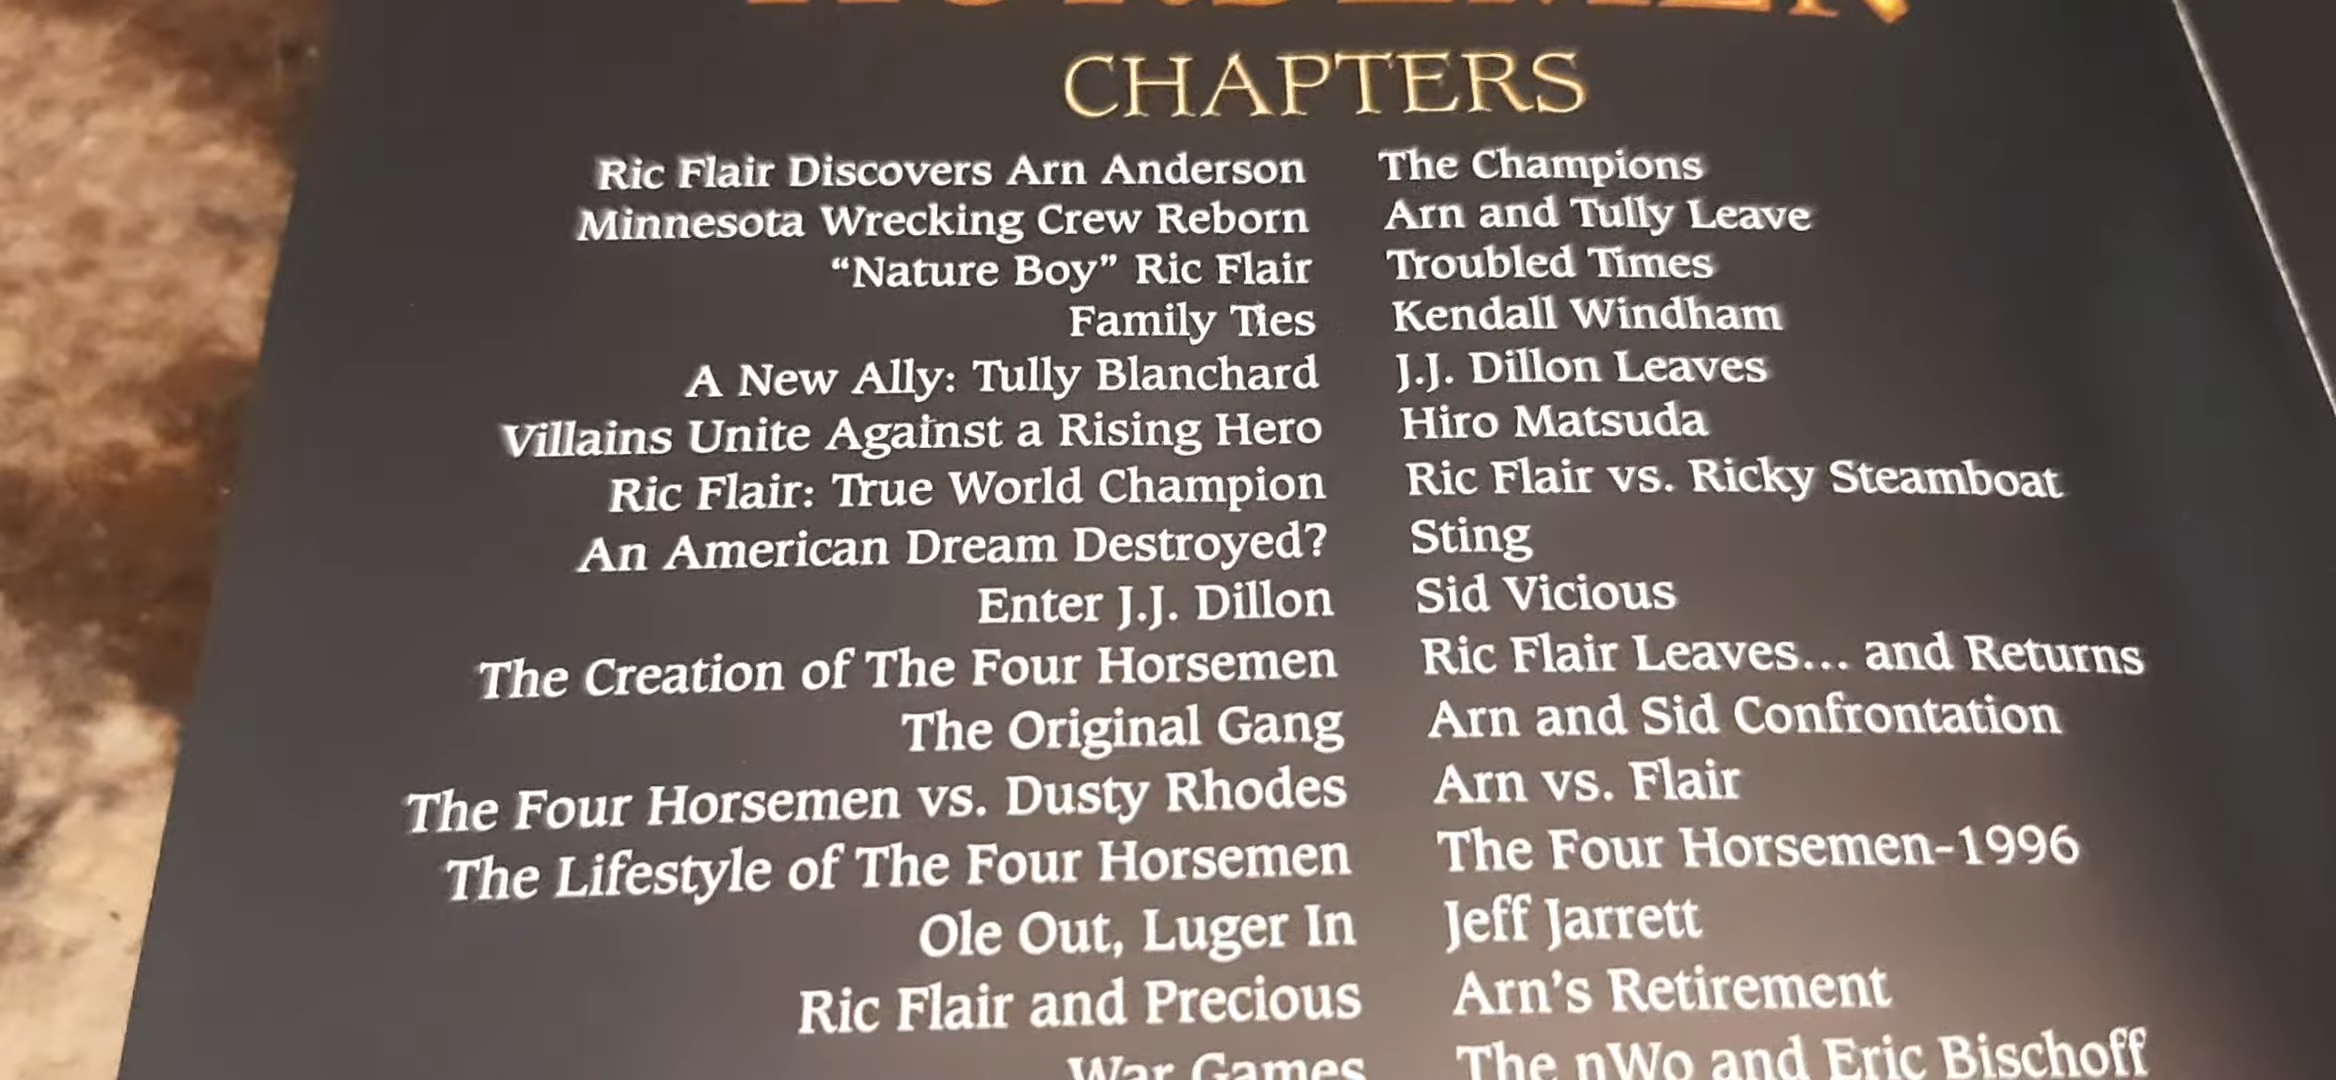 HORSEMEN
CHAPTERS
Ric Flair Discovers Arn Anderson
Minnesota Wrecking Crew Reborn
“Nature Boy” Ric Flair
Family Ties
A New Ally: Tully Blanchard
Villains Unite Against a Rising Hero
Ric Flair: True World Champion
An American Dream Destroyed?
Enter J.J. Dillon
The Creation of The Four Horsemen
The Original Gang
The Four Horsemen vs. Dusty Rhodes
The Lifestyle of The Four Horsemen
Ole Out, Luger In
Ric Flair and Precious
War Games
The Champions
Arn and Tully Leave
Troubled Times
Kendall Windham
J.J. Dillon Leaves
Hiro Matsuda
Ric Flair vs. Ricky Steamboat
Sting
Sid Vicious
Ric Flair Leaves... and Returns
Arn and Sid Confrontation
Arn vs. Flair
The Four Horsemen-1996
Jeff Jarrett
Arn’s Retirement
The nWo and Eric Bischoff